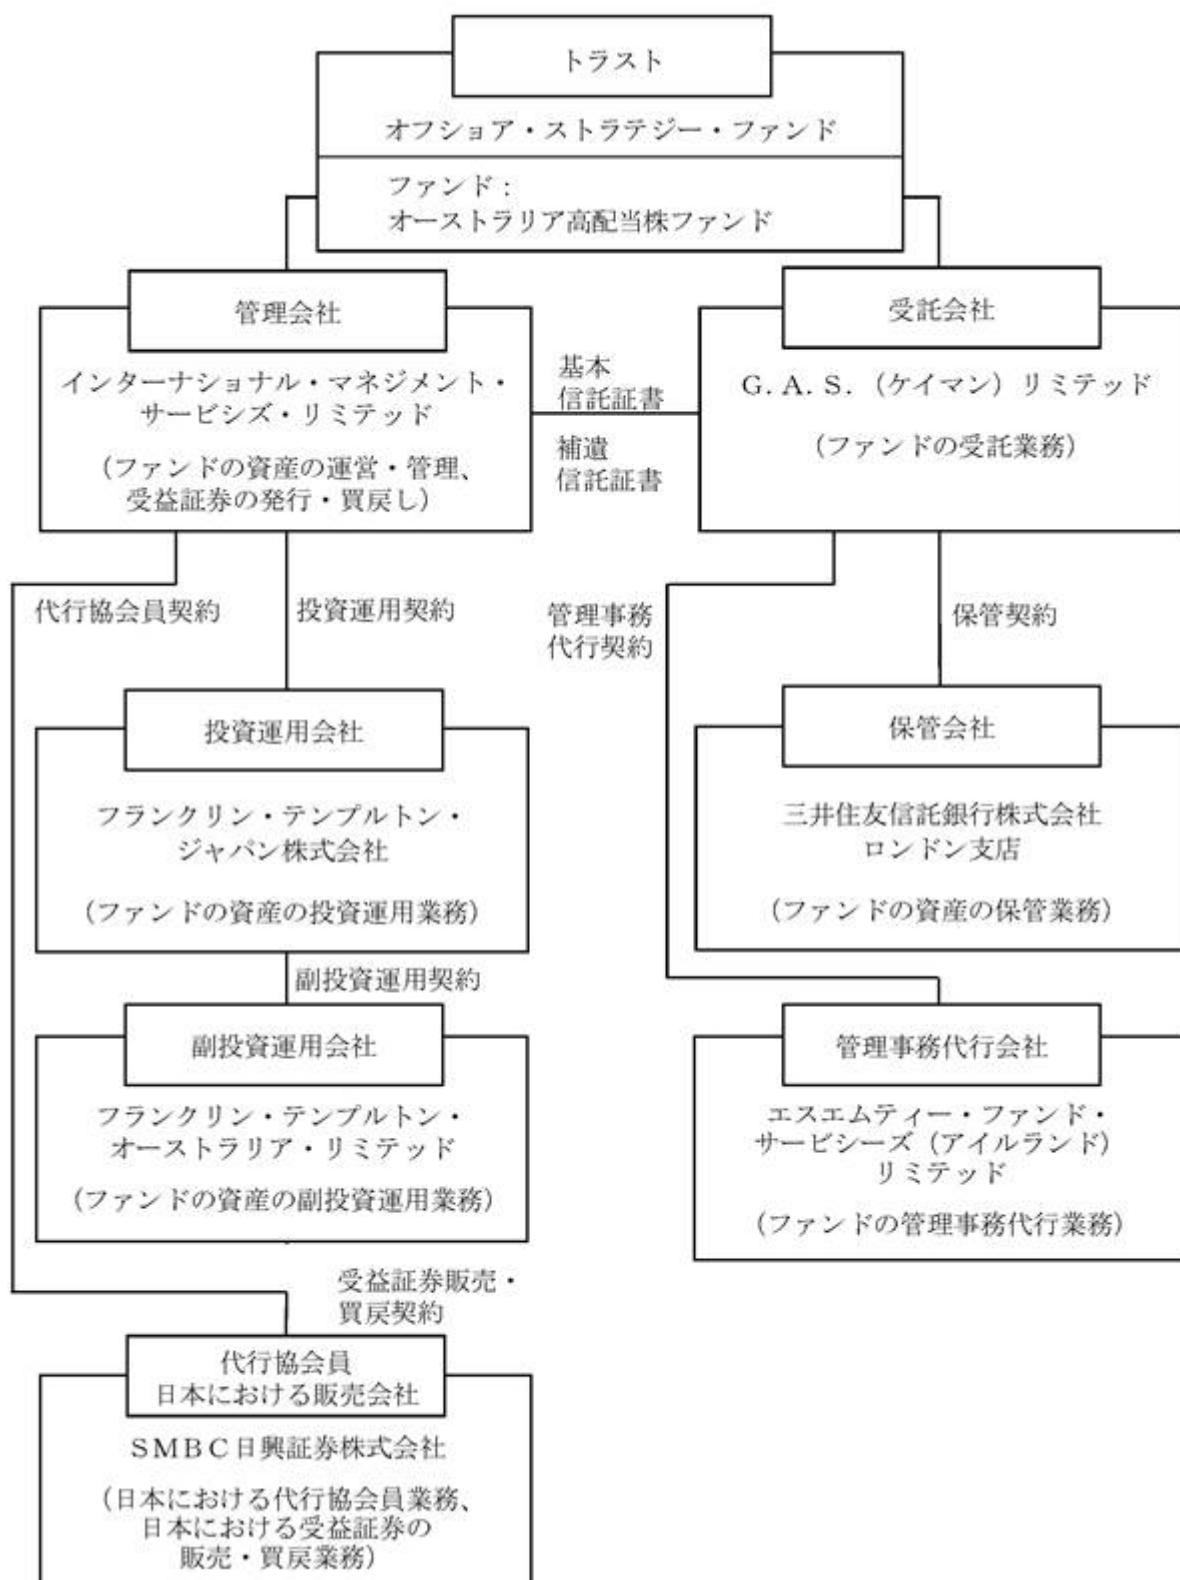 トラスト
オフショア・ストラテジー・ファンド
ファンド：
オーストラリア高配当株ファンド
管理会社
インターナショナル・マネジメント・
サービシズ・リミテッド
（ファンドの資産の運営・管理、
受益証券の発行・買戻し）
基本
信託証書
補遺
信託証書
受託会社
Ｇ．Ａ．Ｓ．（ケイマン）リミテッド
（ファンドの受託業務）
代行協会員契約
投資運用契約
管理事務
代行契約
保管契約
投資運用会社
フランクリン・テンプルトン・
ジャパン株式会社
（ファンドの資産の投資運用業務）
保管会社
三井住友信託銀行株式会社
ロンドン支店
（ファンドの資産の保管業務）
副投資運用契約
副投資運用会社
フランクリン・テンプルトン・
オーストラリア・リミテッド
（ファンドの資産の副投資運用業務）
管理事務代行会社
エスエムティー・ファンド・
サービシーズ（アイルランド）
リミテッド
（ファンドの管理事務代行業務）
受益証券販売・
買戻契約
代行協会員
日本における販売会社
ＳＭＢＣ日興証券株式会社
（日本における代行協会員業務、
日本における受益証券の
販売・買戻業務）